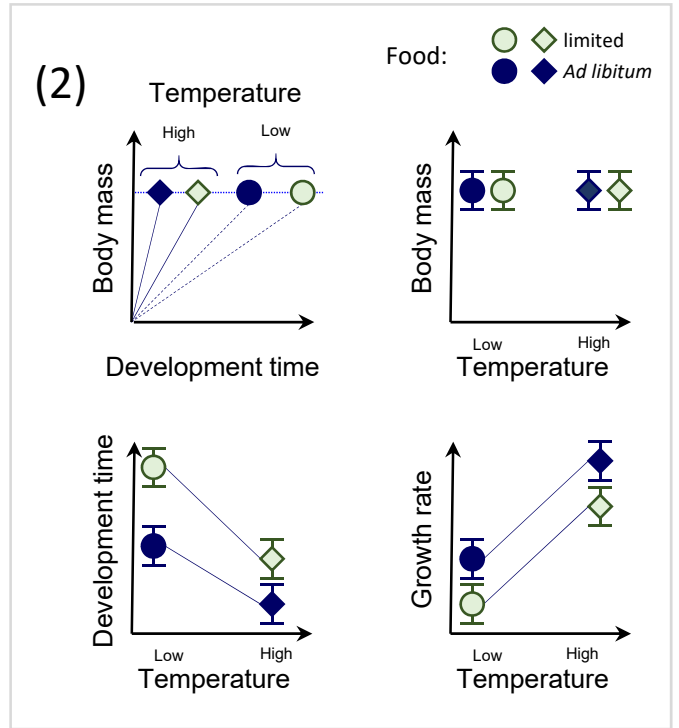 Food:
limited
Ad libitum
(2)
Temperature
High
Low
Body mass
Development time
Body mass
Low
High
Temperature
Development time
Low
High
Temperature
Growth rate
Low
High
Temperature